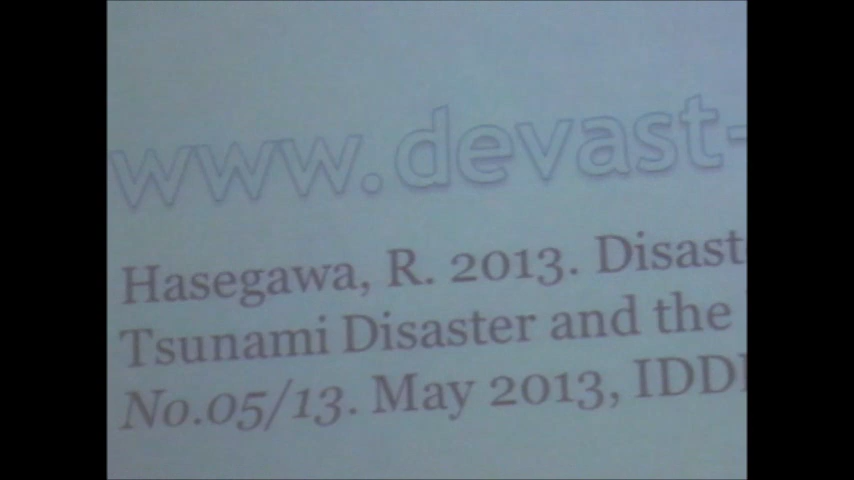 www.devast-
Hasegawa, R. 2013. Disast
Tsunami Disaster and the
No.05/13. May 2013, IDD